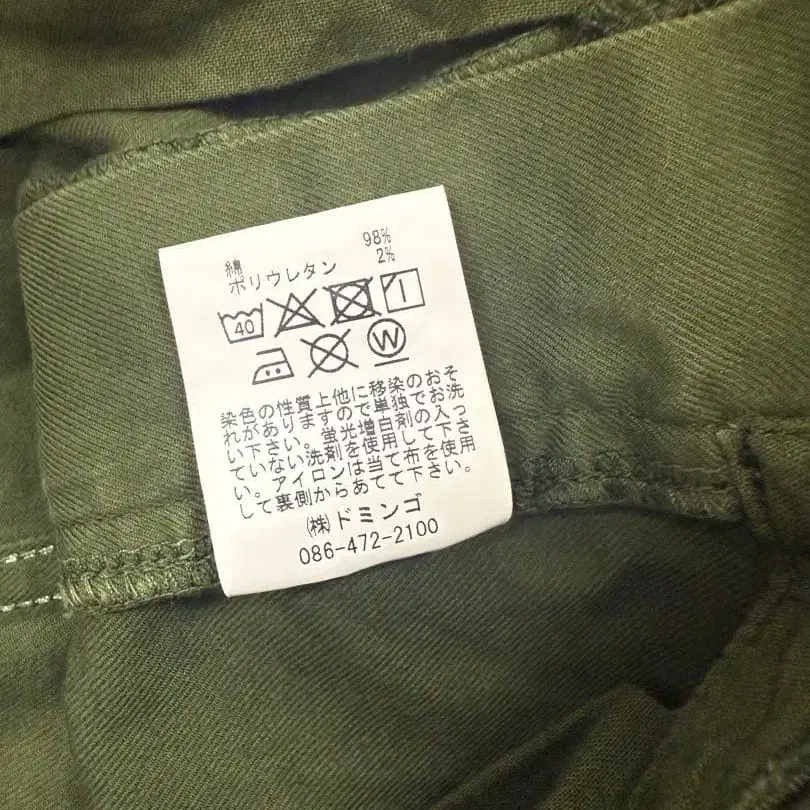 綿 98%
ポリウレタン 2%
40
W
染色の性質上他に移染のおそ
れがありますので単独でお洗
い下さい。蛍光増白剤の入っ
ていない洗剤を使用して下さ
い。アイロンは当て布を使用
して裏側からあてて下さい。
㈱ドミンゴ
086-472-2100